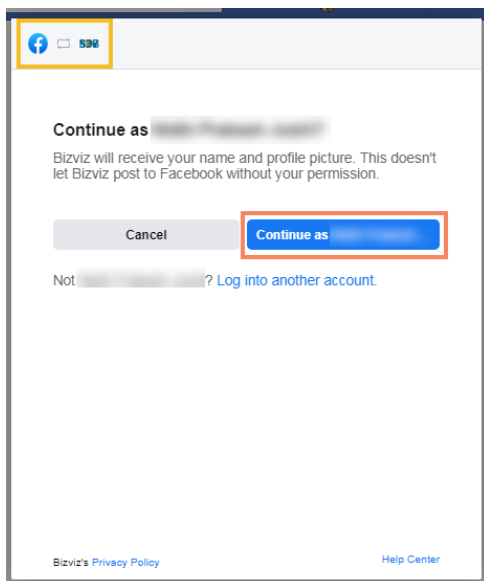 Continue as
Bizviz will receive your name and profile picture. This doesn't
let Bizviz post to Facebook without your permission.
Cancel
Continue as
Not ? Log into another account.
Bizviz's Privacy Policy
Help Center